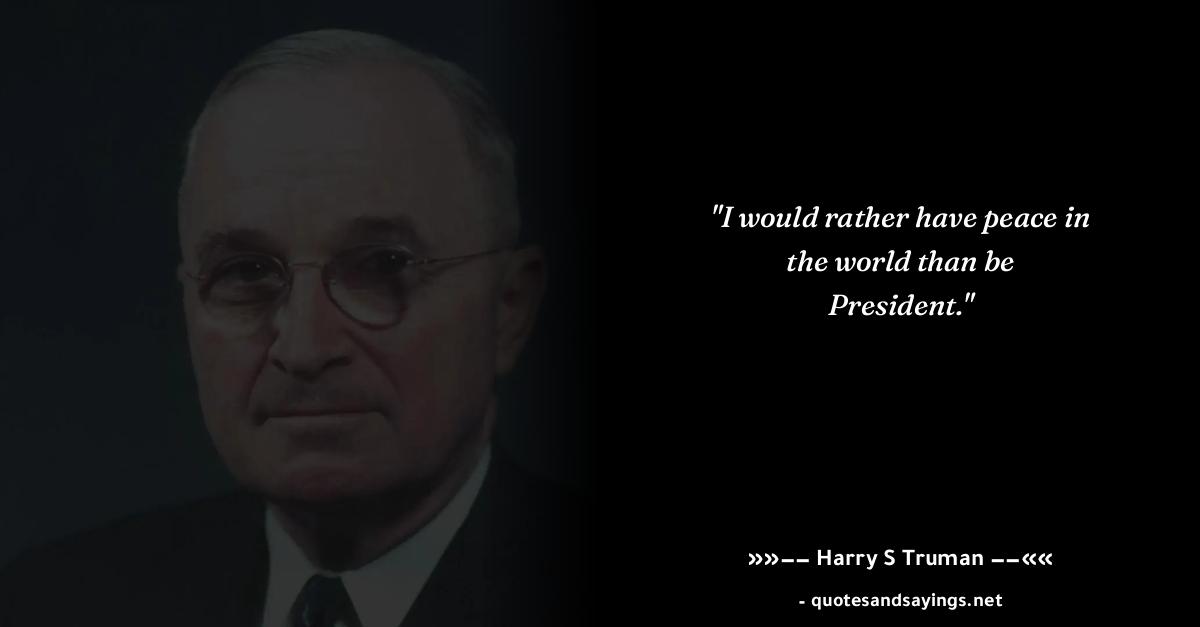 "I would rather have peace in
the world than be
President."
»»–– Harry S Truman ––««
- quotesandsayings.net